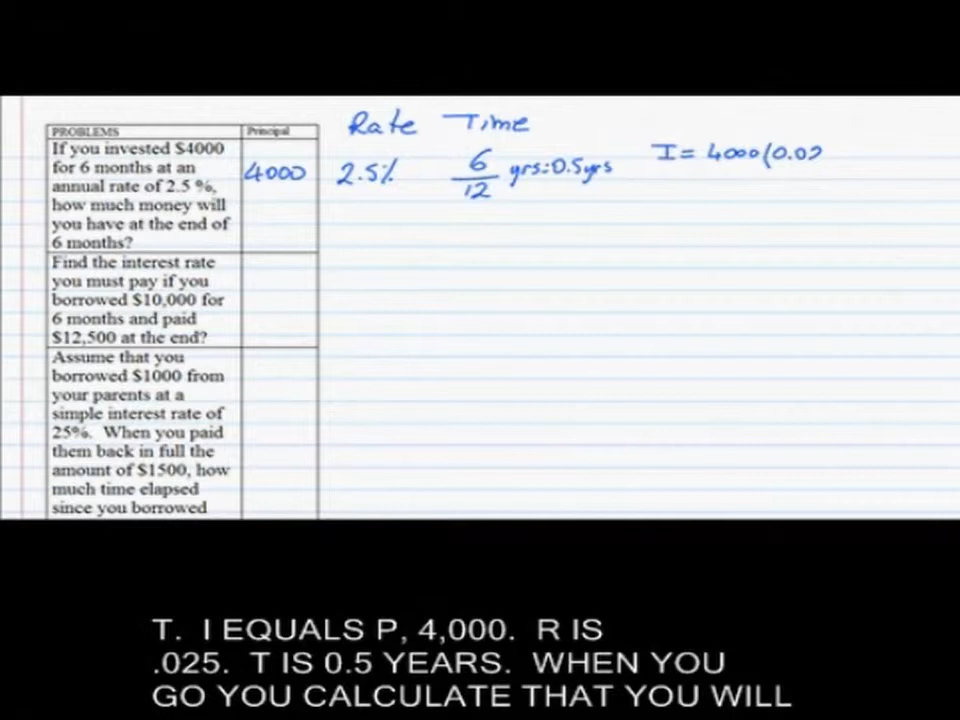 PROBLEMS Principal Rate Time
If you invested $4000
for 6 months at an
annual rate of 2.5 %,
how much money will
you have at the end of
6 months?
4000 2.5% 6/12 yrs=0.5yrs I= 4000(0.02
Find the interest rate
you must pay if you
borrowed $10,000 for
6 months and paid
$12,500 at the end?
Assume that you
borrowed $1000 from
your parents at a
simple interest rate of
25%. When you paid
them back in full the
amount of $1500, how
much time elapsed
since you borrowed
T. I EQUALS P, 4,000. R IS
.025. T IS 0.5 YEARS. WHEN YOU
GO YOU CALCULATE THAT YOU WILL